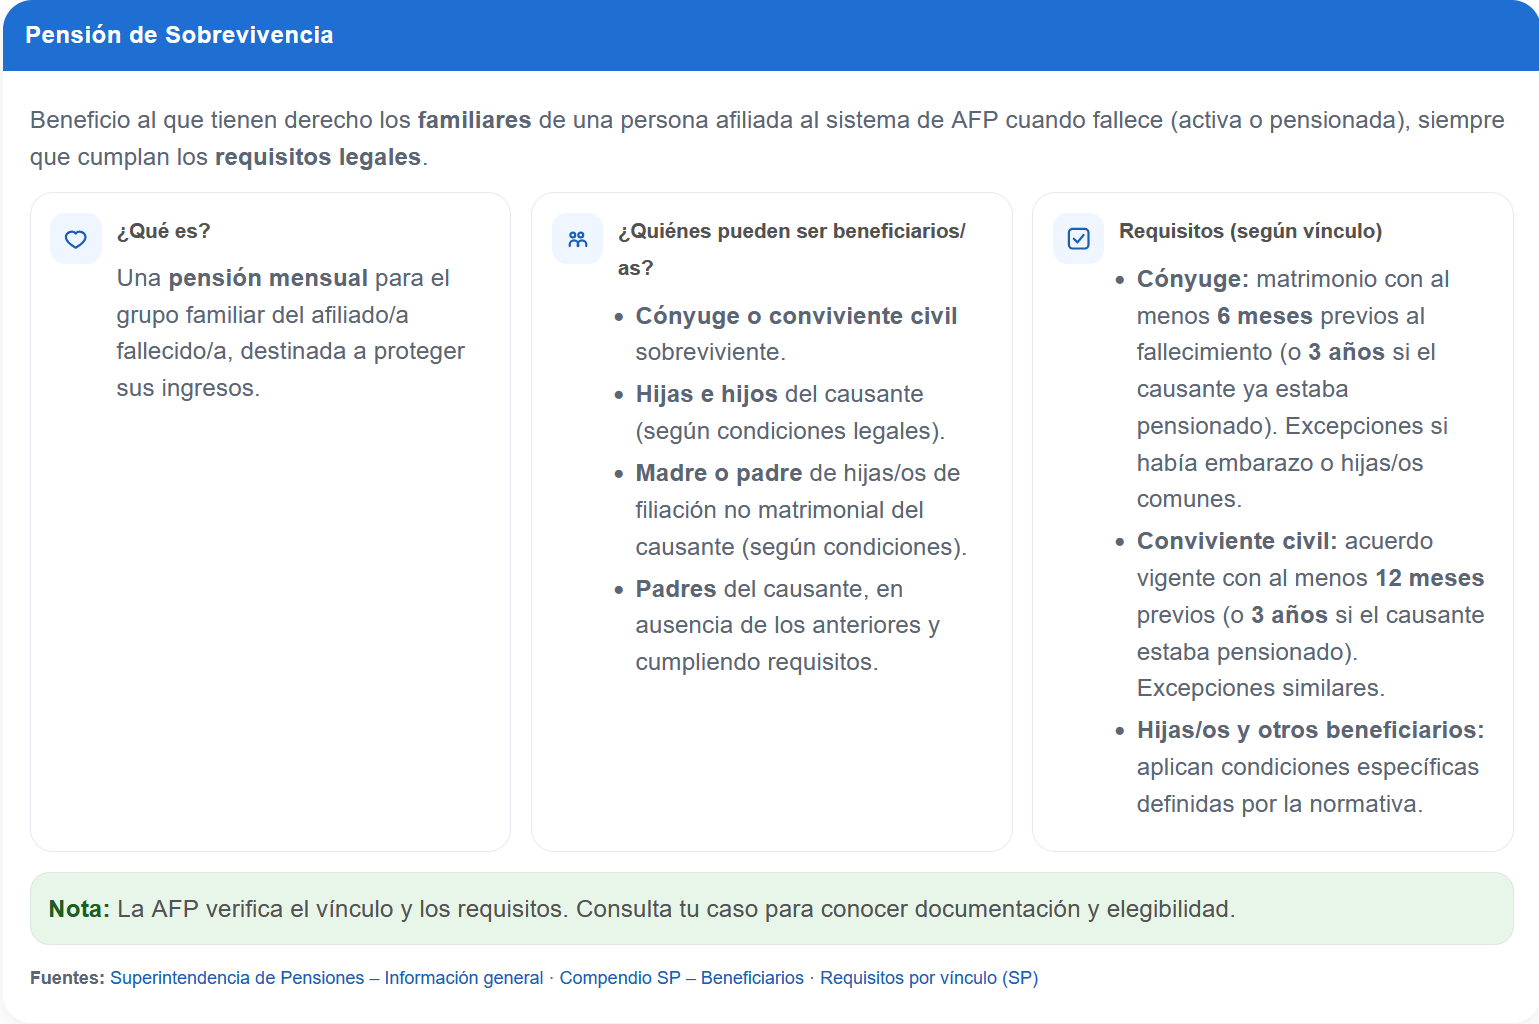 Pensión de Sobrevivencia
Beneficio al que tienen derecho los familiares de una persona afiliada al sistema de AFP cuando fallece (activa o pensionada), siempre
que cumplan los requisitos legales.
¿Qué es?
Una pensión mensual para el
grupo familiar del afiliado/a
fallecido/a, destinada a proteger
sus ingresos.
¿Quiénes pueden ser beneficiarios/
as?
• Cónyuge o conviviente civil
sobreviviente.
• Hijas e hijos del causante
(según condiciones legales).
• Madre o padre de hijas/os de
filiación no matrimonial del
causante (según condiciones).
• Padres del causante, en
ausencia de los anteriores y
cumpliendo requisitos.
Requisitos (según vínculo)
• Cónyuge: matrimonio con al
menos 6 meses previos al
fallecimiento (o 3 años si el
causante ya estaba
pensionado). Excepciones si
había embarazo o hijas/os
comunes.
• Conviviente civil: acuerdo
vigente con al menos 12 meses
previos (o 3 años si el causante
estaba pensionado).
Excepciones similares.
• Hijas/os y otros beneficiarios:
aplican condiciones específicas
definidas por la normativa.
Nota: La AFP verifica el vínculo y los requisitos. Consulta tu caso para conocer documentación y elegibilidad.
Fuentes: Superintendencia de Pensiones – Información general · Compendio SP – Beneficiarios · Requisitos por vínculo (SP)